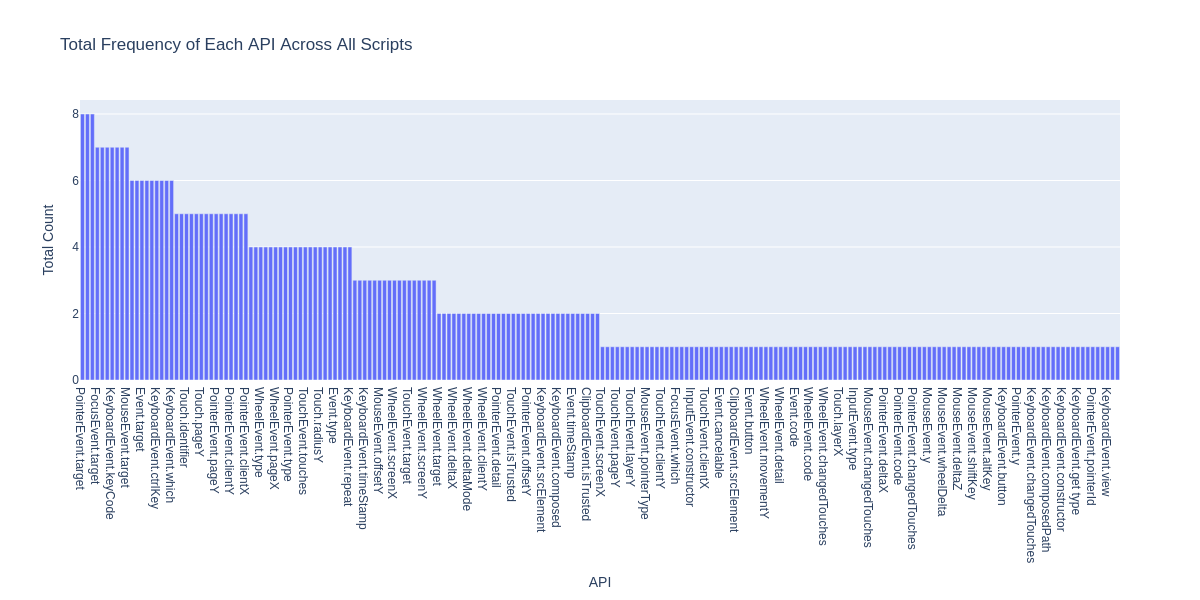 Total Frequency of Each API Across All Scripts
Total Count
8
6
4
2
0
PointerEvent.target
FocusEvent.target
KeyboardEvent.keyCode
MouseEvent.target
Event.target
KeyboardEvent.ctrlKey
KeyboardEvent.which
Touch.identifier
Touch.pageY
PointerEvent.pageY
PointerEvent.clientY
PointerEvent.clientX
WheelEvent.type
WheelEvent.pageX
PointerEvent.type
TouchEvent.touches
Touch.radiusY
Event.type
KeyboardEvent.repeat
KeyboardEvent.timeStamp
MouseEvent.offsetY
WheelEvent.screenX
TouchEvent.target
WheelEvent.screenY
WheelEvent.target
WheelEvent.deltaX
WheelEvent.deltaMode
WheelEvent.clientY
PointerEvent.detail
TouchEvent.isTrusted
PointerEvent.offsetY
KeyboardEvent.srcElement
KeyboardEvent.composed
Event.timeStamp
ClipboardEvent.isTrusted
TouchEvent.screenX
TouchEvent.pageY
TouchEvent.layerY
MouseEvent.pointerType
TouchEvent.clientY
FocusEvent.which
InputEvent.constructor
TouchEvent.clientX
Event.cancelable
ClipboardEvent.srcElement
Event.button
WheelEvent.movementY
WheelEvent.detail
Event.code
WheelEvent.code
WheelEvent.changedTouches
Touch.layerX
InputEvent.type
MouseEvent.changedTouches
PointerEvent.deltaX
PointerEvent.code
PointerEvent.changedTouches
MouseEvent.y
MouseEvent.wheelDelta
MouseEvent.deltaZ
MouseEvent.shiftKey
MouseEvent.altKey
KeyboardEvent.button
PointerEvent.y
KeyboardEvent.changedTouches
KeyboardEvent.composedPath
KeyboardEvent.constructor
KeyboardEvent.get type
PointerEvent.pointerId
KeyboardEvent.view
API